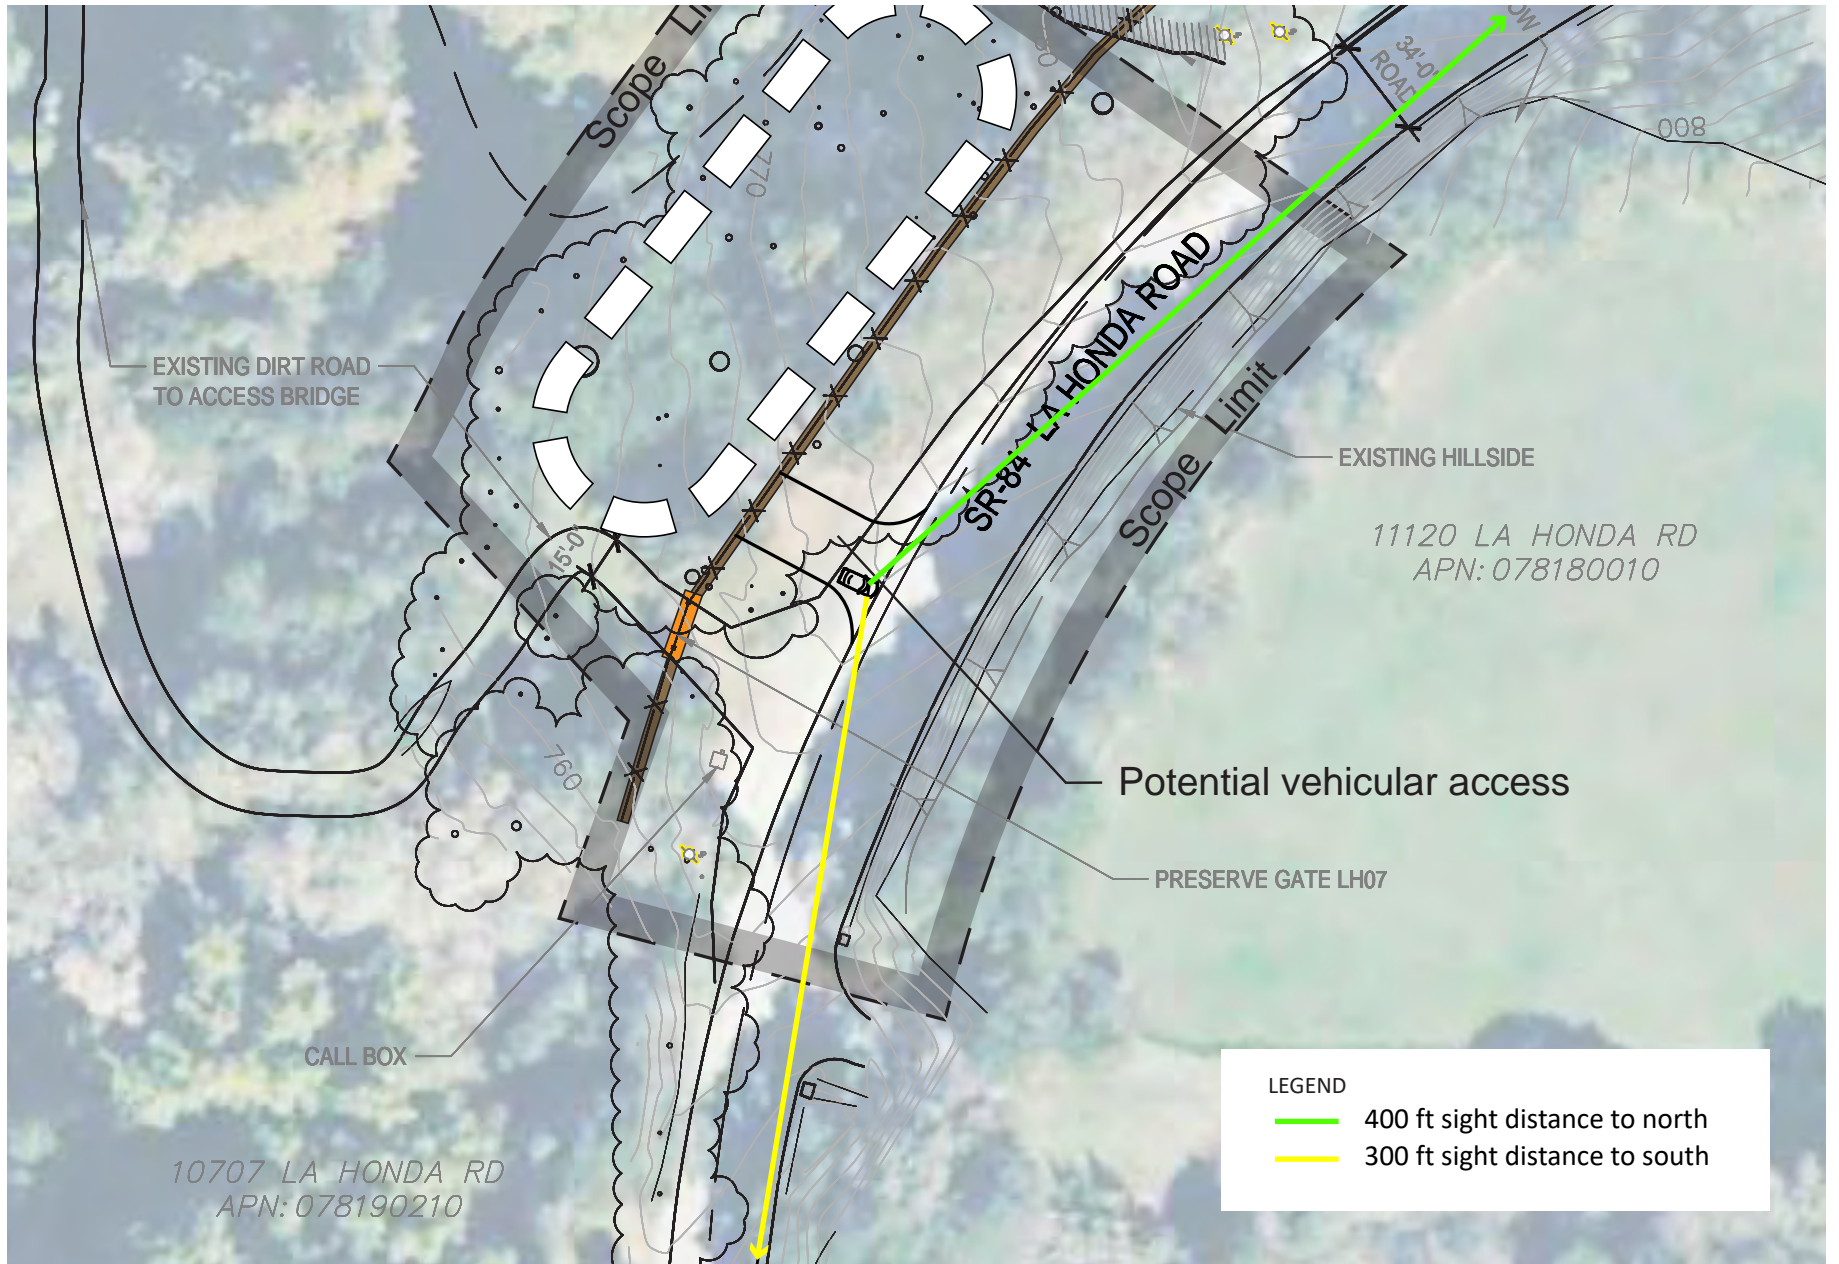 Scope
34'-0"
ROAD
800
770
SR-84 LA HONDA ROAD
EXISTING DIRT ROAD
TO ACCESS BRIDGE
Scope Limit
EXISTING HILLSIDE
11120 LA HONDA RD
APN: 078180010
15'-0"
760
Potential vehicular access
PRESERVE GATE LH07
CALL BOX
10707 LA HONDA RD
APN: 078190210
LEGEND
400 ft sight distance to north
300 ft sight distance to south